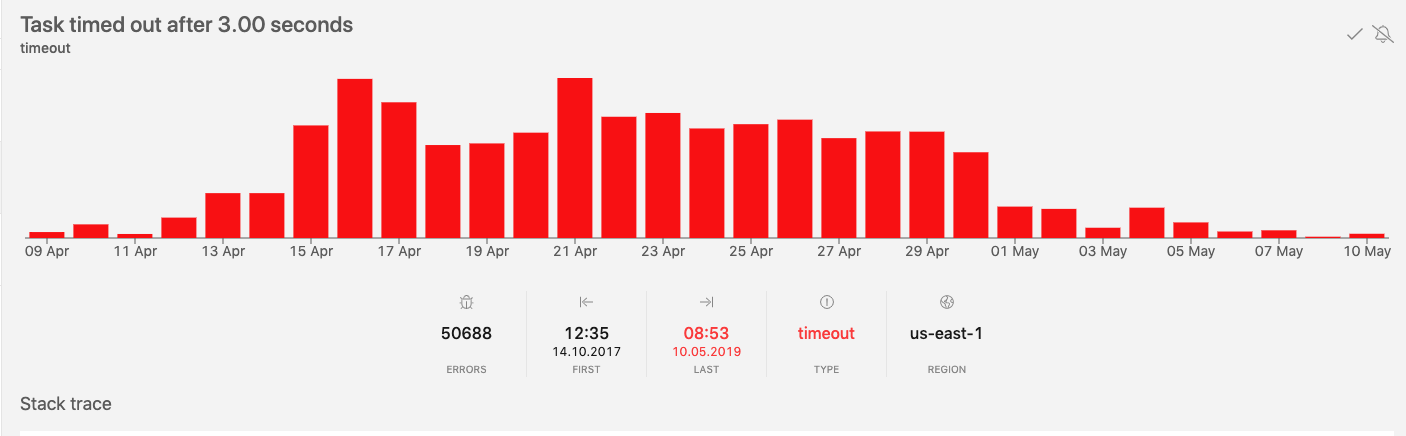 Task timed out after 3.00 seconds
timeout
09 Apr 11 Apr 13 Apr 15 Apr 17 Apr 19 Apr 21 Apr 23 Apr 25 Apr 27 Apr 29 Apr 01 May 03 May 05 May 07 May 10 May
50688 12:35 08:53 timeout us-east-1
14.10.2017 10.05.2019
ERRORS FIRST LAST TYPE REGION
Stack trace